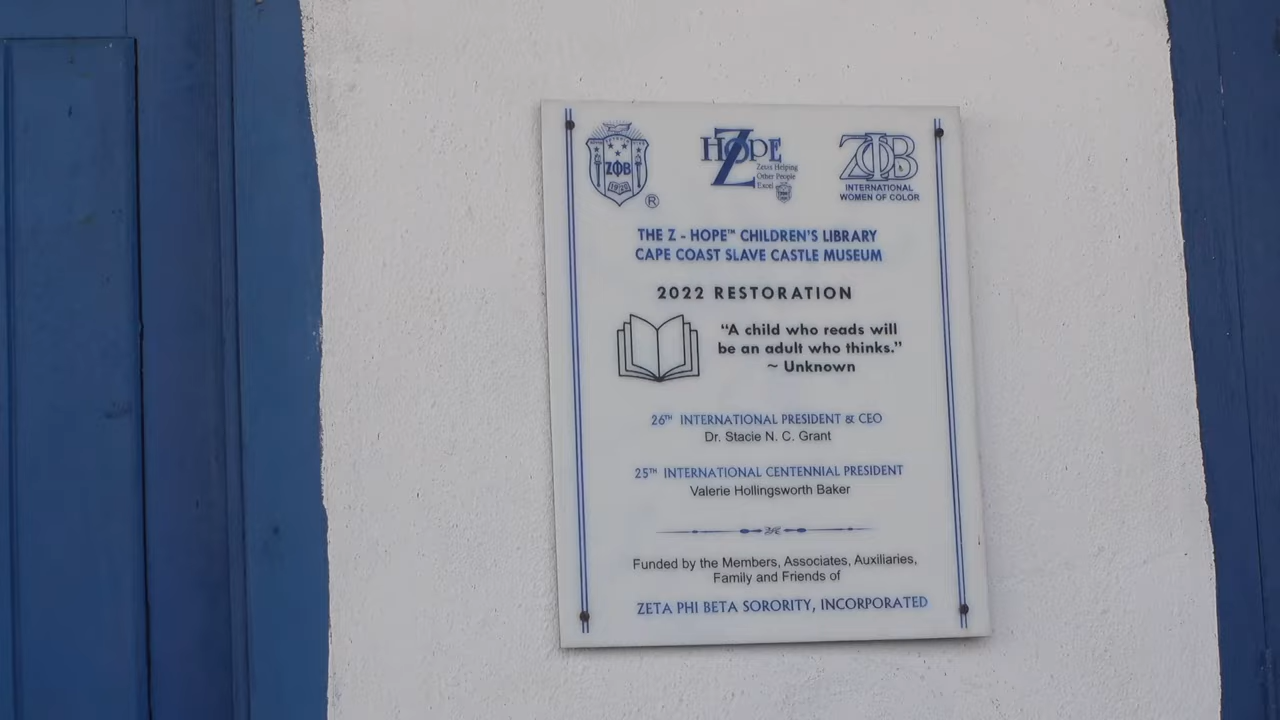 ZΦB
1920
®
Z
HOPE
Zetas Helping
Other People
Excel
ZΦB
INTERNATIONAL
WOMEN OF COLOR
THE Z - HOPE™ CHILDREN'S LIBRARY
CAPE COAST SLAVE CASTLE MUSEUM
2022 RESTORATION
“A child who reads will
be an adult who thinks.”
~ Unknown
26TH INTERNATIONAL PRESIDENT & CEO
Dr. Stacie N. C. Grant
25TH INTERNATIONAL CENTENNIAL PRESIDENT
Valerie Hollingsworth Baker
Funded by the Members, Associates, Auxiliaries,
Family and Friends of
ZETA PHI BETA SORORITY, INCORPORATED